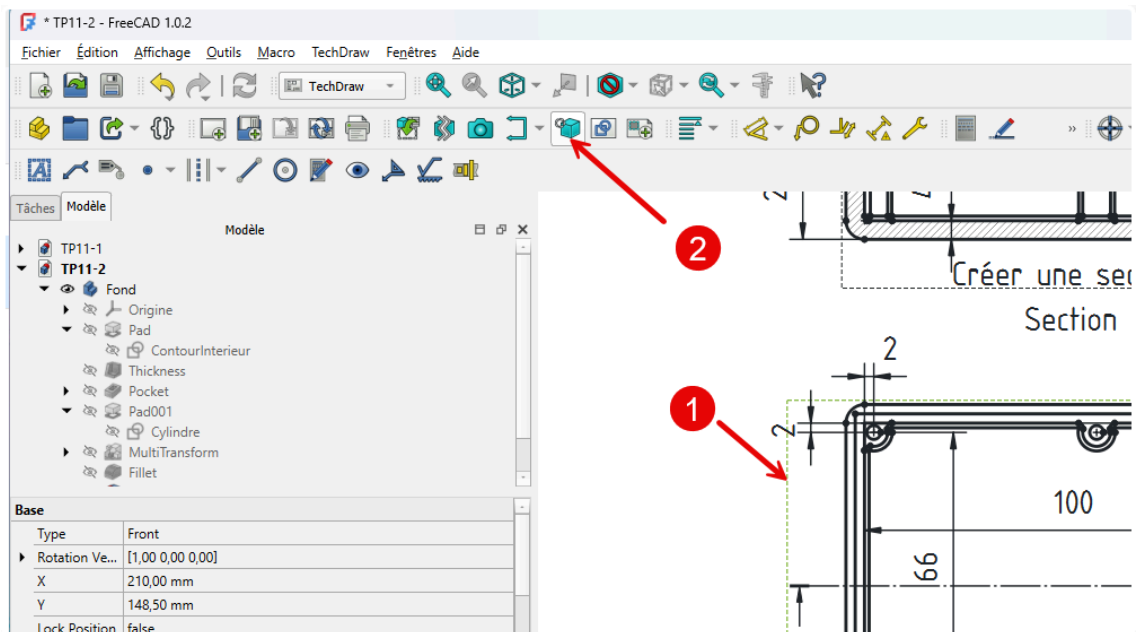 * TP11-2 - FreeCAD 1.0.2
Fichier Édition Affichage Outils Macro TechDraw Fenêtres Aide
TechDraw
»
2
Tâches Modèle
Modèle
TP11-1
TP11-2
Fond
Origine
Pad
ContourInterieur
Thickness
Pocket
Pad001
Cylindre
MultiTransform
Fillet
Base
Type Front
Rotation Ve... [1,00 0,00 0,00]
X 210,00 mm
Y 148,50 mm
Lock Position false
Créer une sec
Section
2
1
2
100
66